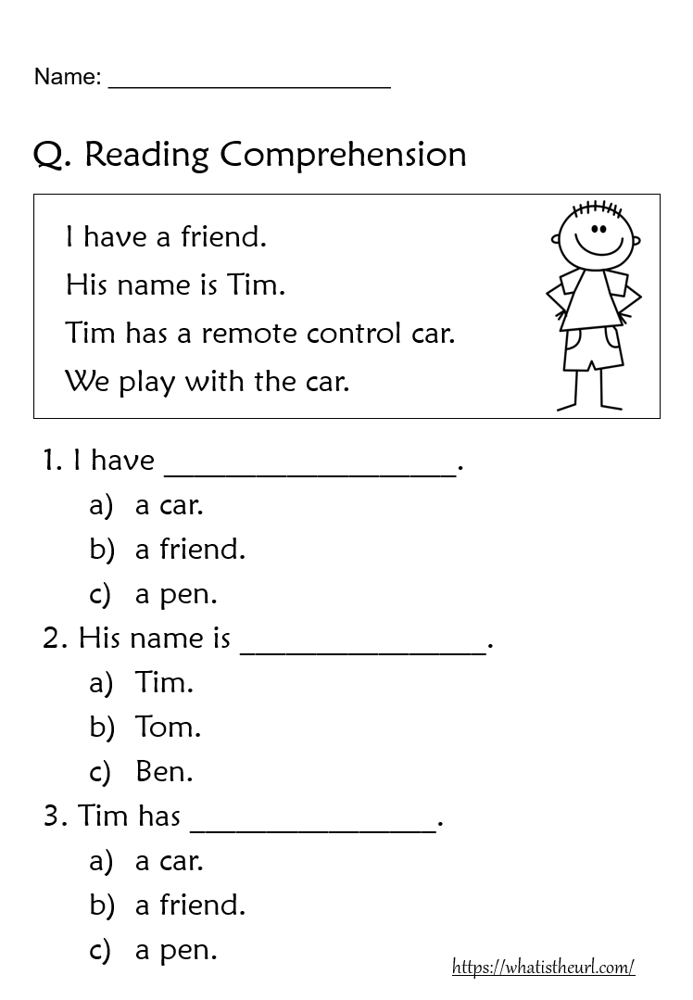 Name: ______________________
Q. Reading Comprehension
I have a friend.
His name is Tim.
Tim has a remote control car.
We play with the car.
1. I have ___________________.
a) a car.
b) a friend.
c) a pen.
2. His name is ________________.
a) Tim.
b) Tom.
c) Ben.
3. Tim has ________________.
a) a car.
b) a friend.
c) a pen.
https://whatistheurl.com/